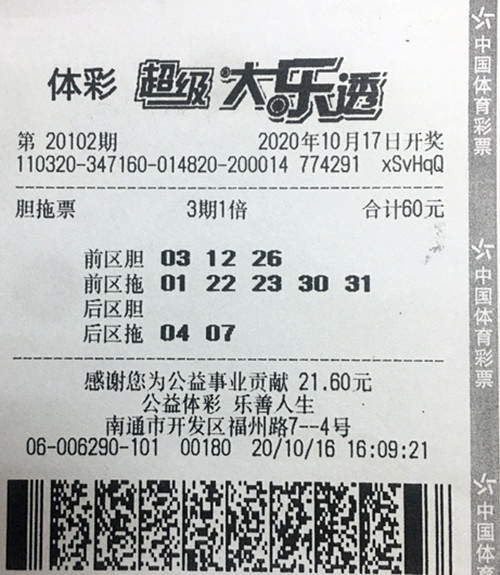 体彩 超级大乐透
第 20102期 2020年10月17日开奖
110320-347160-014820-200014 774291 xSvHqQ
胆拖票 3期1倍 合计60元
前区胆 03 12 26
前区拖 01 22 23 30 31
后区胆
后区拖 04 07
感谢您为公益事业贡献 21.60元
公益体彩 乐善人生
南通市开发区福州路7--4号
06-006290-101 00180 20/10/16 16:09:21
中国体育彩票
中国体育彩票
中国体育